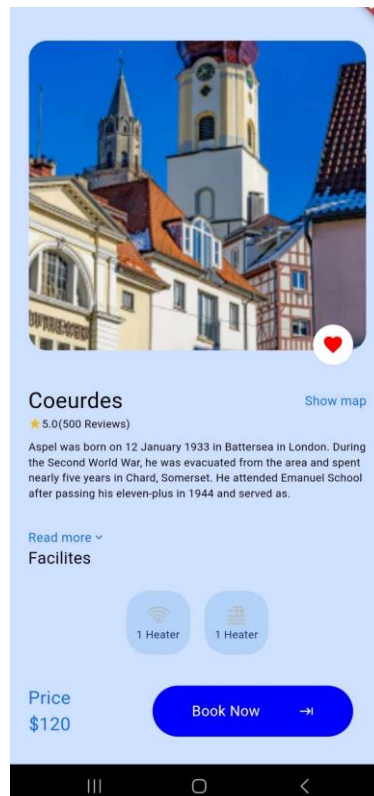 Coeurdes
Show map
5.0(500 Reviews)
Aspel was born on 12 January 1933 in Battersea in London. During
the Second World War, he was evacuated from the area and spent
nearly five years in Chard, Somerset. He attended Emanuel School
after passing his eleven-plus in 1944 and served as.
Read more
Facilites
1 Heater
1 Heater
Price
$120
Book Now